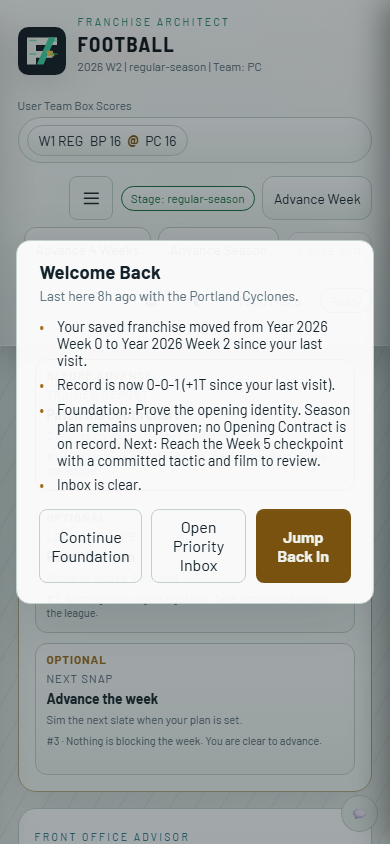 FRANCHISE ARCHITECT
FOOTBALL
2026 W2 | regular-season | Team: PC
User Team Box Scores
W1 REG BP 16 @ PC 16
Stage: regular-season
Advance Week
Advance 4 Weeks
Advance Season
Welcome Back
Last here 8h ago with the Portland Cyclones.
• Your saved franchise moved from Year 2026
Week 0 to Year 2026 Week 2 since your last
visit.
• Record is now 0-0-1 (+1T since your last visit).
• Foundation: Prove the opening identity. Season
plan remains unproven; no Opening Contract is
on record. Next: Reach the Week 5 checkpoint
with a committed tactic and film to review.
• Inbox is clear.
Continue
Foundation
Open
Priority
Inbox
Jump
Back In
the league.
OPTIONAL
NEXT SNAP
Advance the week
Sim the next slate when your plan is set.
#3 · Nothing is blocking the week. You are clear to advance.
FRONT OFFICE ADVISOR